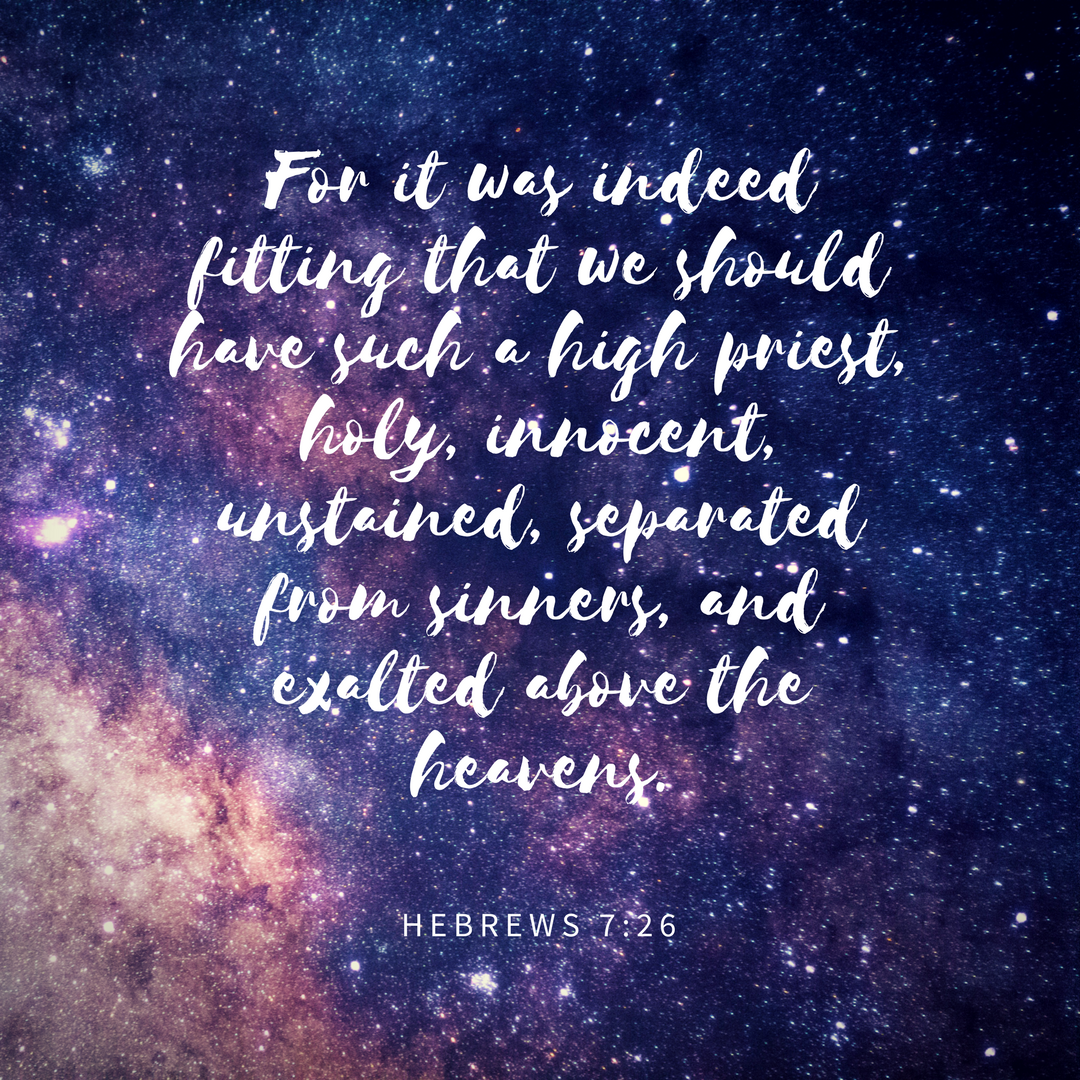 For it was indeed
fitting that we should
have such a high priest,
holy, innocent,
unstained, separated
from sinners, and
exalted above the
heavens.
HEBREWS 7:26